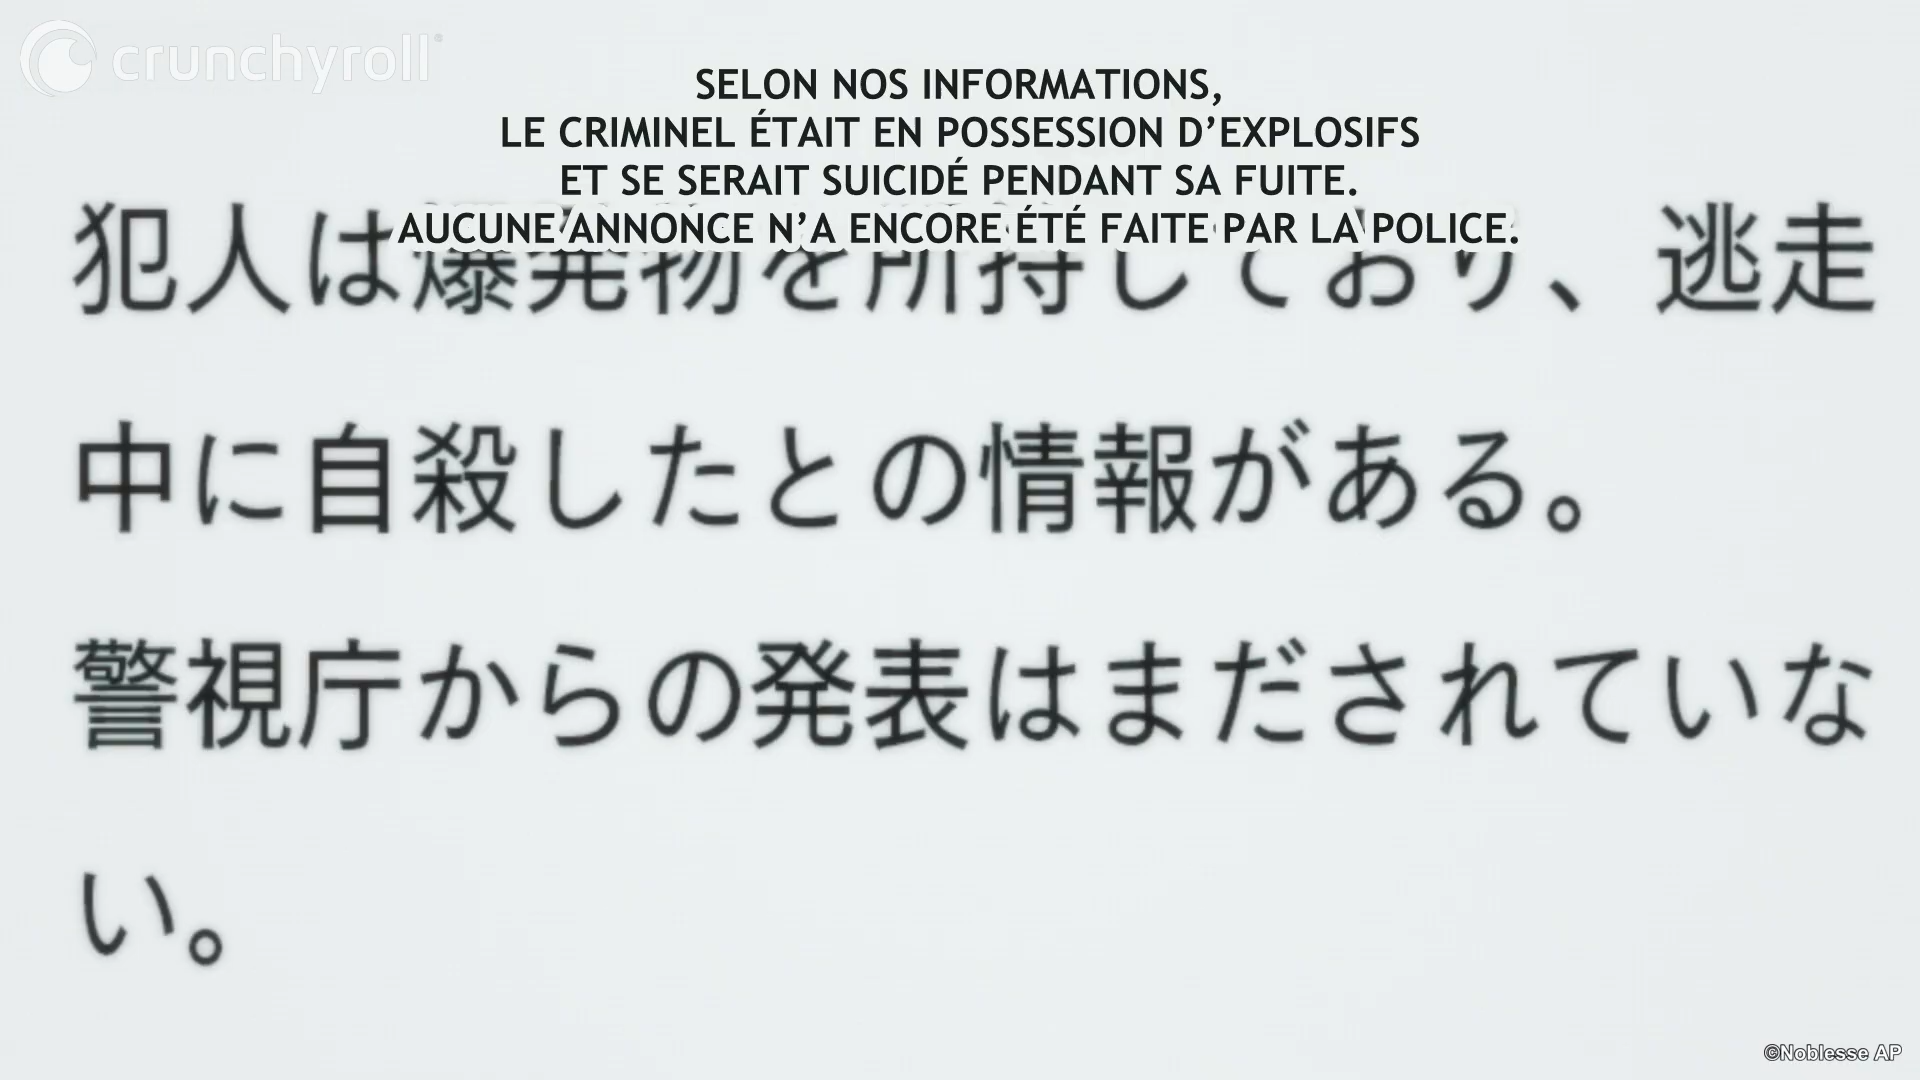 crunchyroll
SELON NOS INFORMATIONS,
LE CRIMINEL ÉTAIT EN POSSESSION D’EXPLOSIFS
ET SE SERAIT SUICIDÉ PENDANT SA FUITE.
AUCUNE ANNONCE N’A ENCORE ÉTÉ FAITE PAR LA POLICE.
犯人は爆発物を所持しており、逃走
中に自殺したとの情報がある。
警視庁からの発表はまだされていな
い。
©Noblesse AP